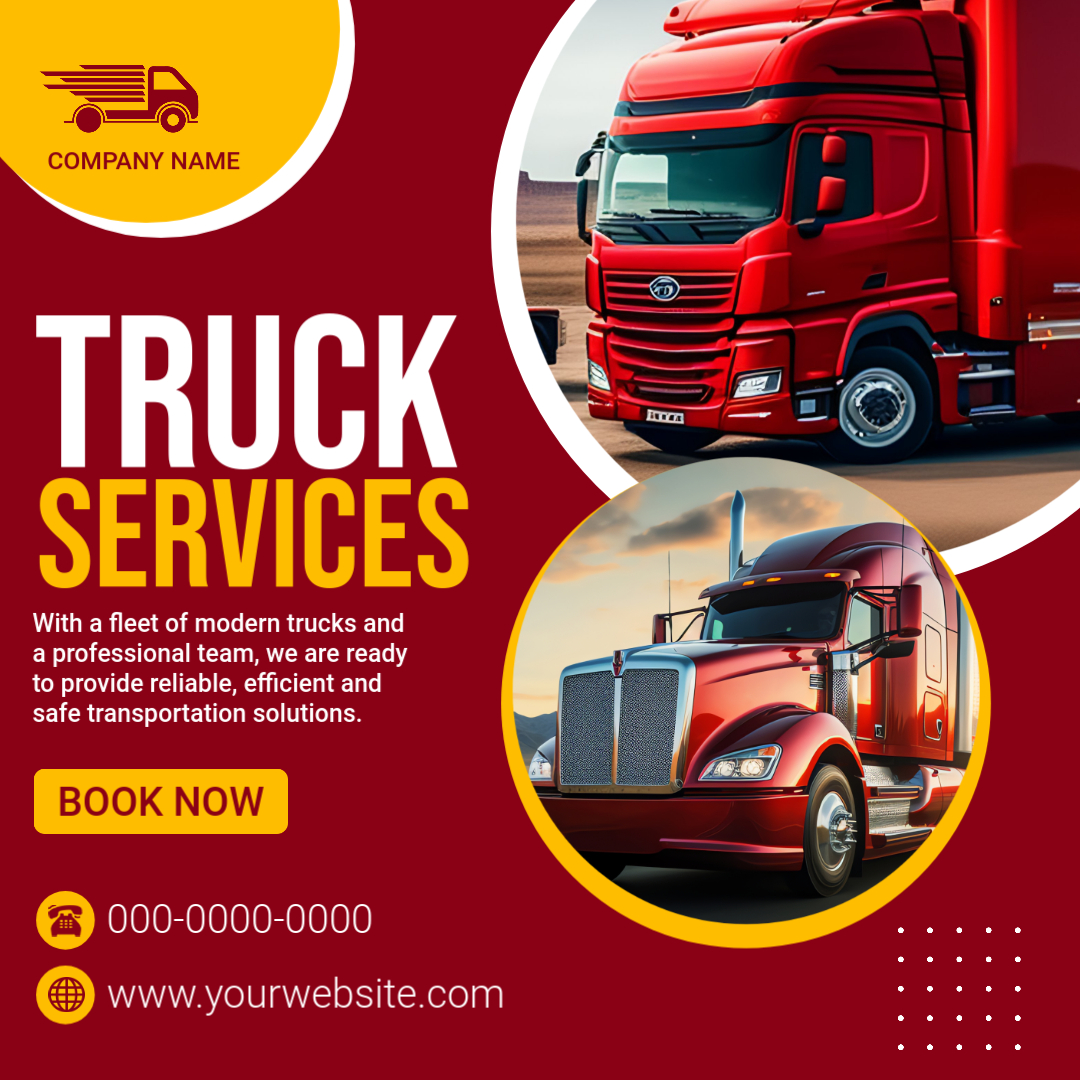 COMPANY NAME
TRUCK
SERVICES
With a fleet of modern trucks and
a professional team, we are ready
to provide reliable, efficient and
safe transportation solutions.
BOOK NOW
000-0000-0000
www.yourwebsite.com